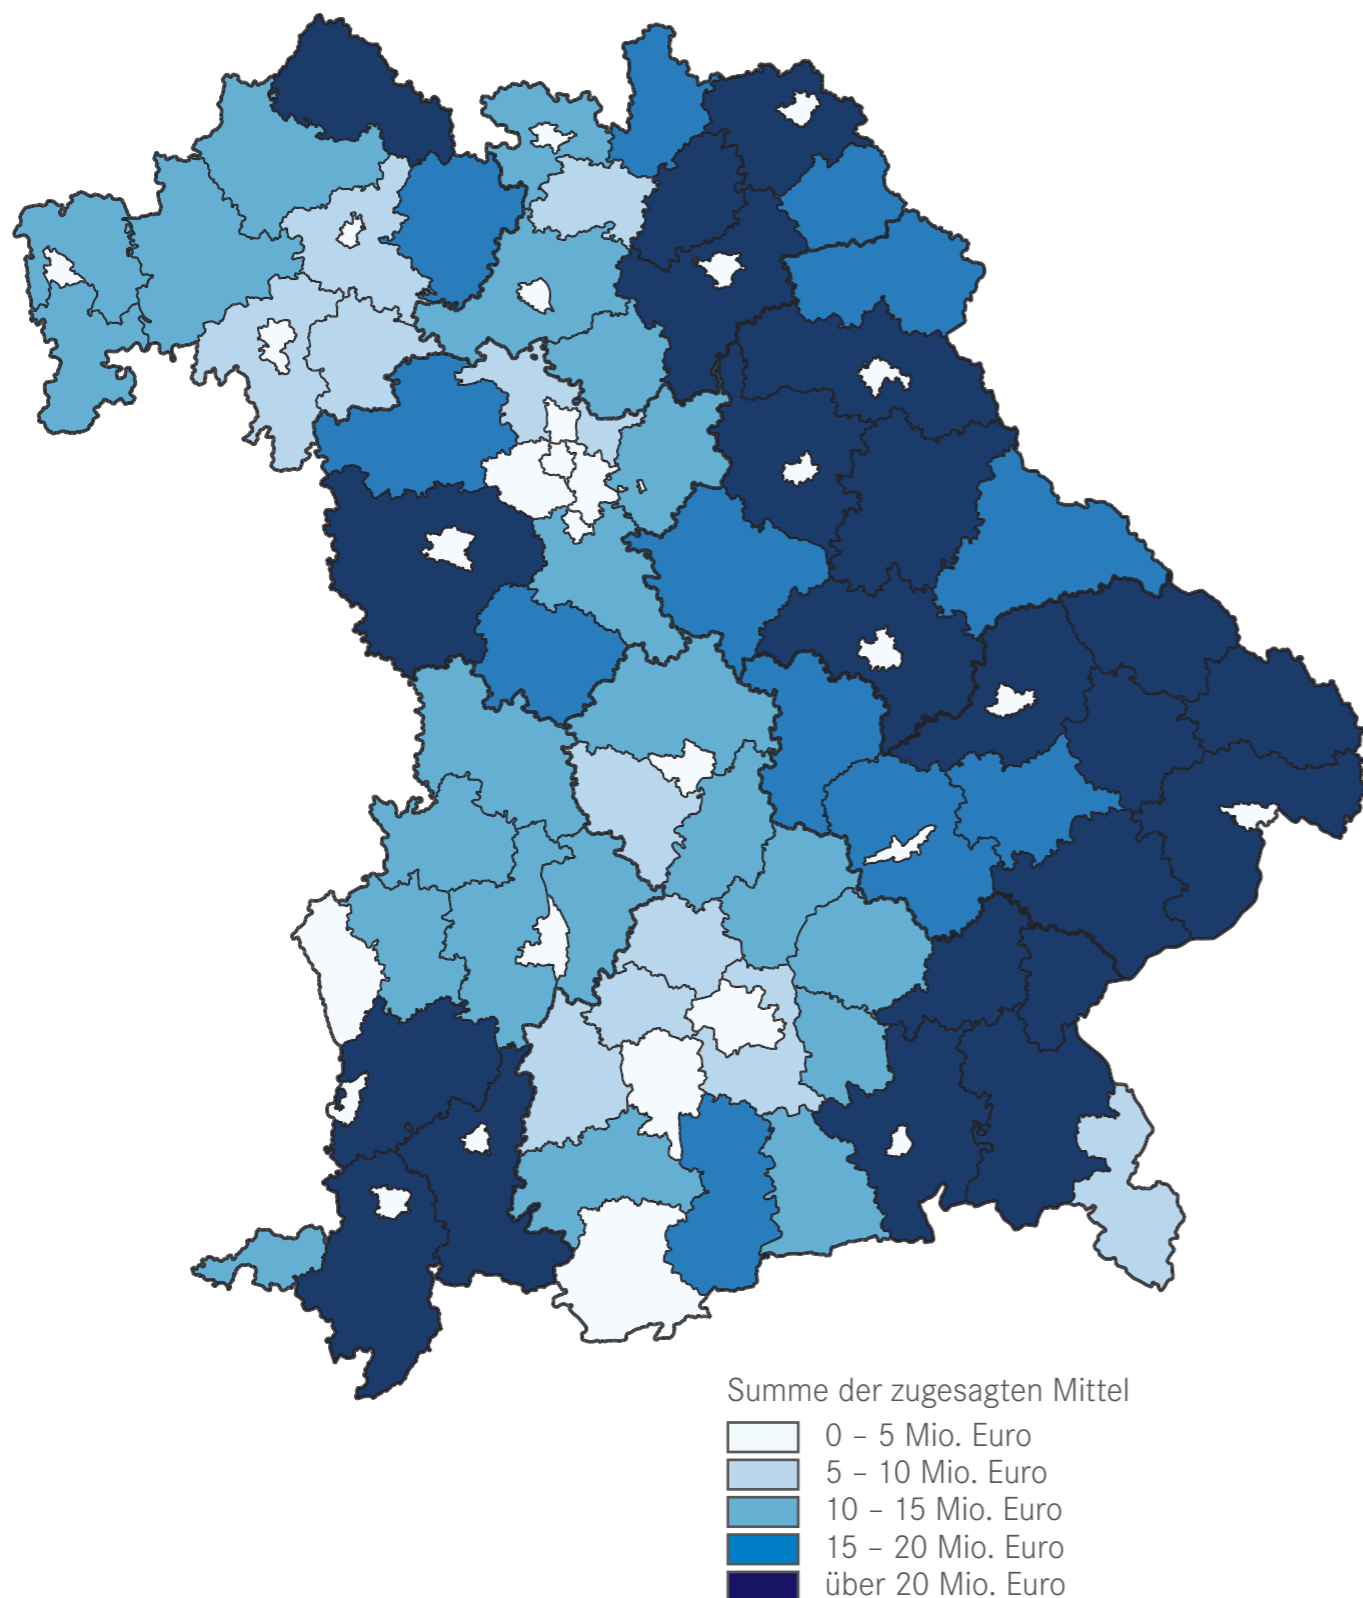 Summe der zugesagten Mittel
0 – 5 Mio. Euro
5 – 10 Mio. Euro
10 – 15 Mio. Euro
15 – 20 Mio. Euro
über 20 Mio. Euro